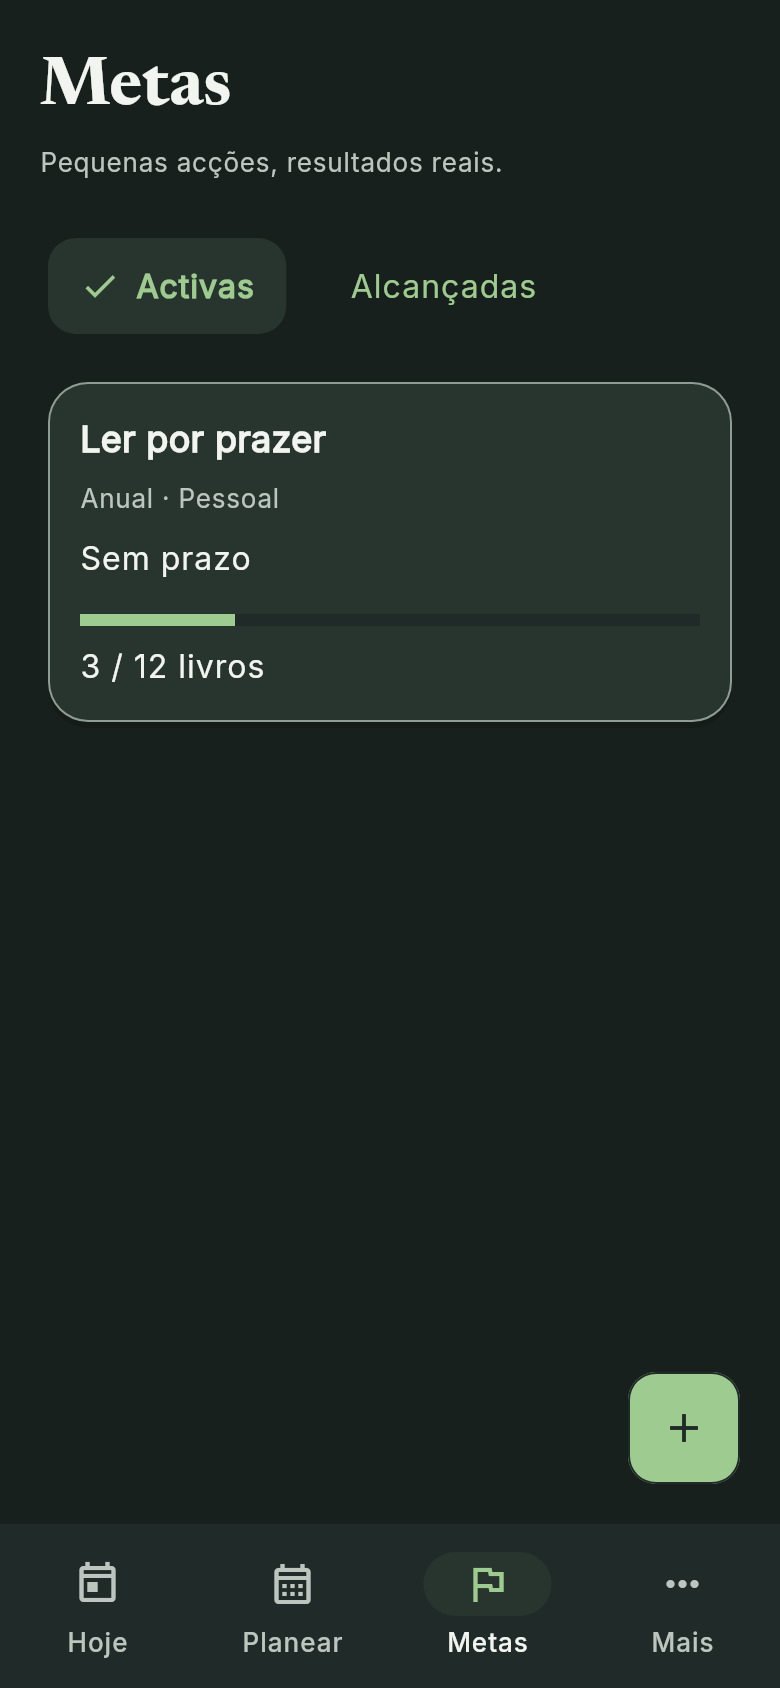 Metas
Pequenas acções, resultados reais.
Activas
Alcançadas
Ler por prazer
Anual · Pessoal
Sem prazo
3 / 12 livros
Hoje
Planear
Metas
Mais